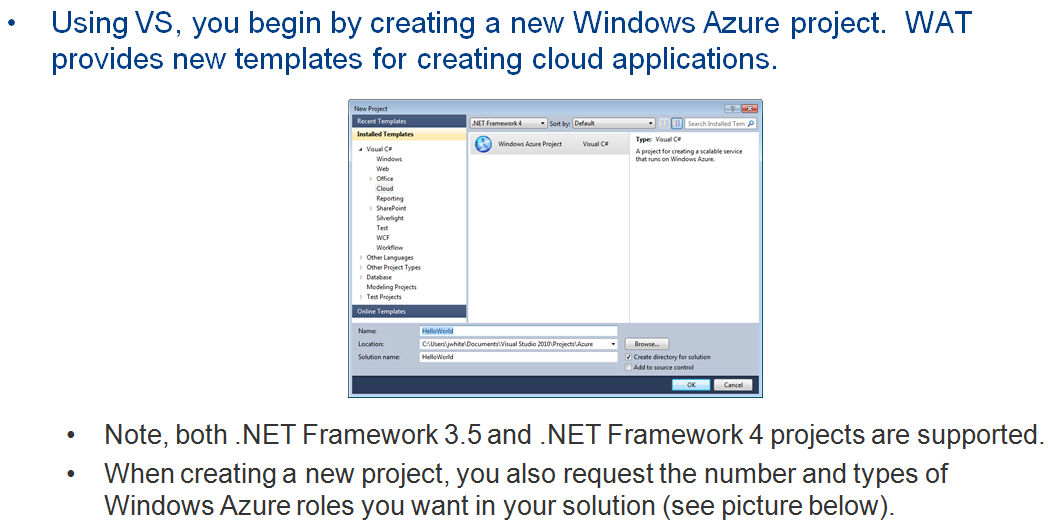 • Using VS, you begin by creating a new Windows Azure project.  WAT
provides new templates for creating cloud applications.
New Project
Recent Templates
Installed Templates
Visual C#
Windows
Web
Office
Cloud
Reporting
SharePoint
Silverlight
Test
WCF
Workflow
Other Languages
Other Project Types
Database
Modeling Projects
Test Projects
Online Templates
.NET Framework 4 Sort by: Default Search Installed Tem
Windows Azure Project Visual C#
Type: Visual C#
A project for creating a scalable service
that runs on Windows Azure.
Name: HelloWorld
Location: C:\Users\jwhite\Documents\Visual Studio 2010\Projects\Azure Browse...
Solution name: HelloWorld Create directory for solution
Add to source control
OK Cancel
• Note, both .NET Framework 3.5 and .NET Framework 4 projects are supported.
• When creating a new project, you also request the number and types of
Windows Azure roles you want in your solution (see picture below).